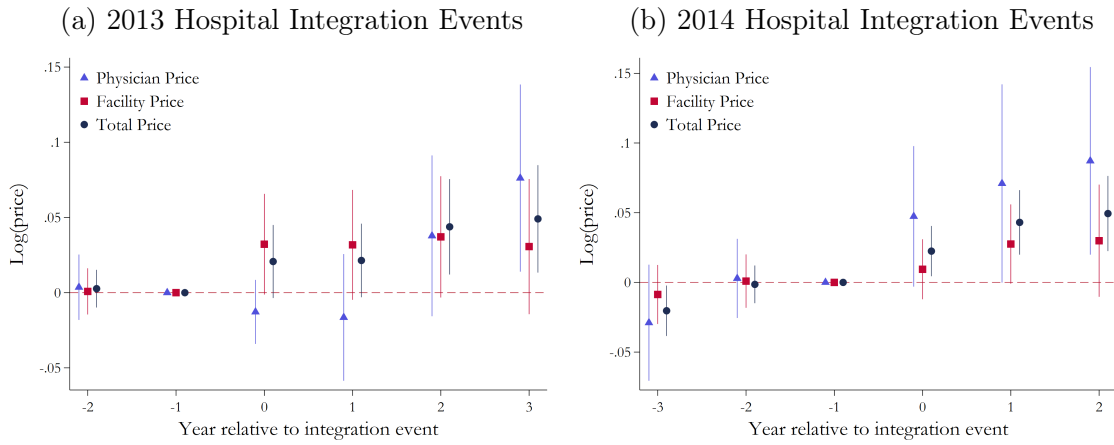 (a) 2013 Hospital Integration Events
Physician Price
Facility Price
Total Price
.15
.1
.05
0
-.05
Log(price)
-2 -1 0 1 2 3
Year relative to integration event
(b) 2014 Hospital Integration Events
Physician Price
Facility Price
Total Price
.15
.1
.05
0
-.05
Log(price)
-3 -2 -1 0 1 2
Year relative to integration event